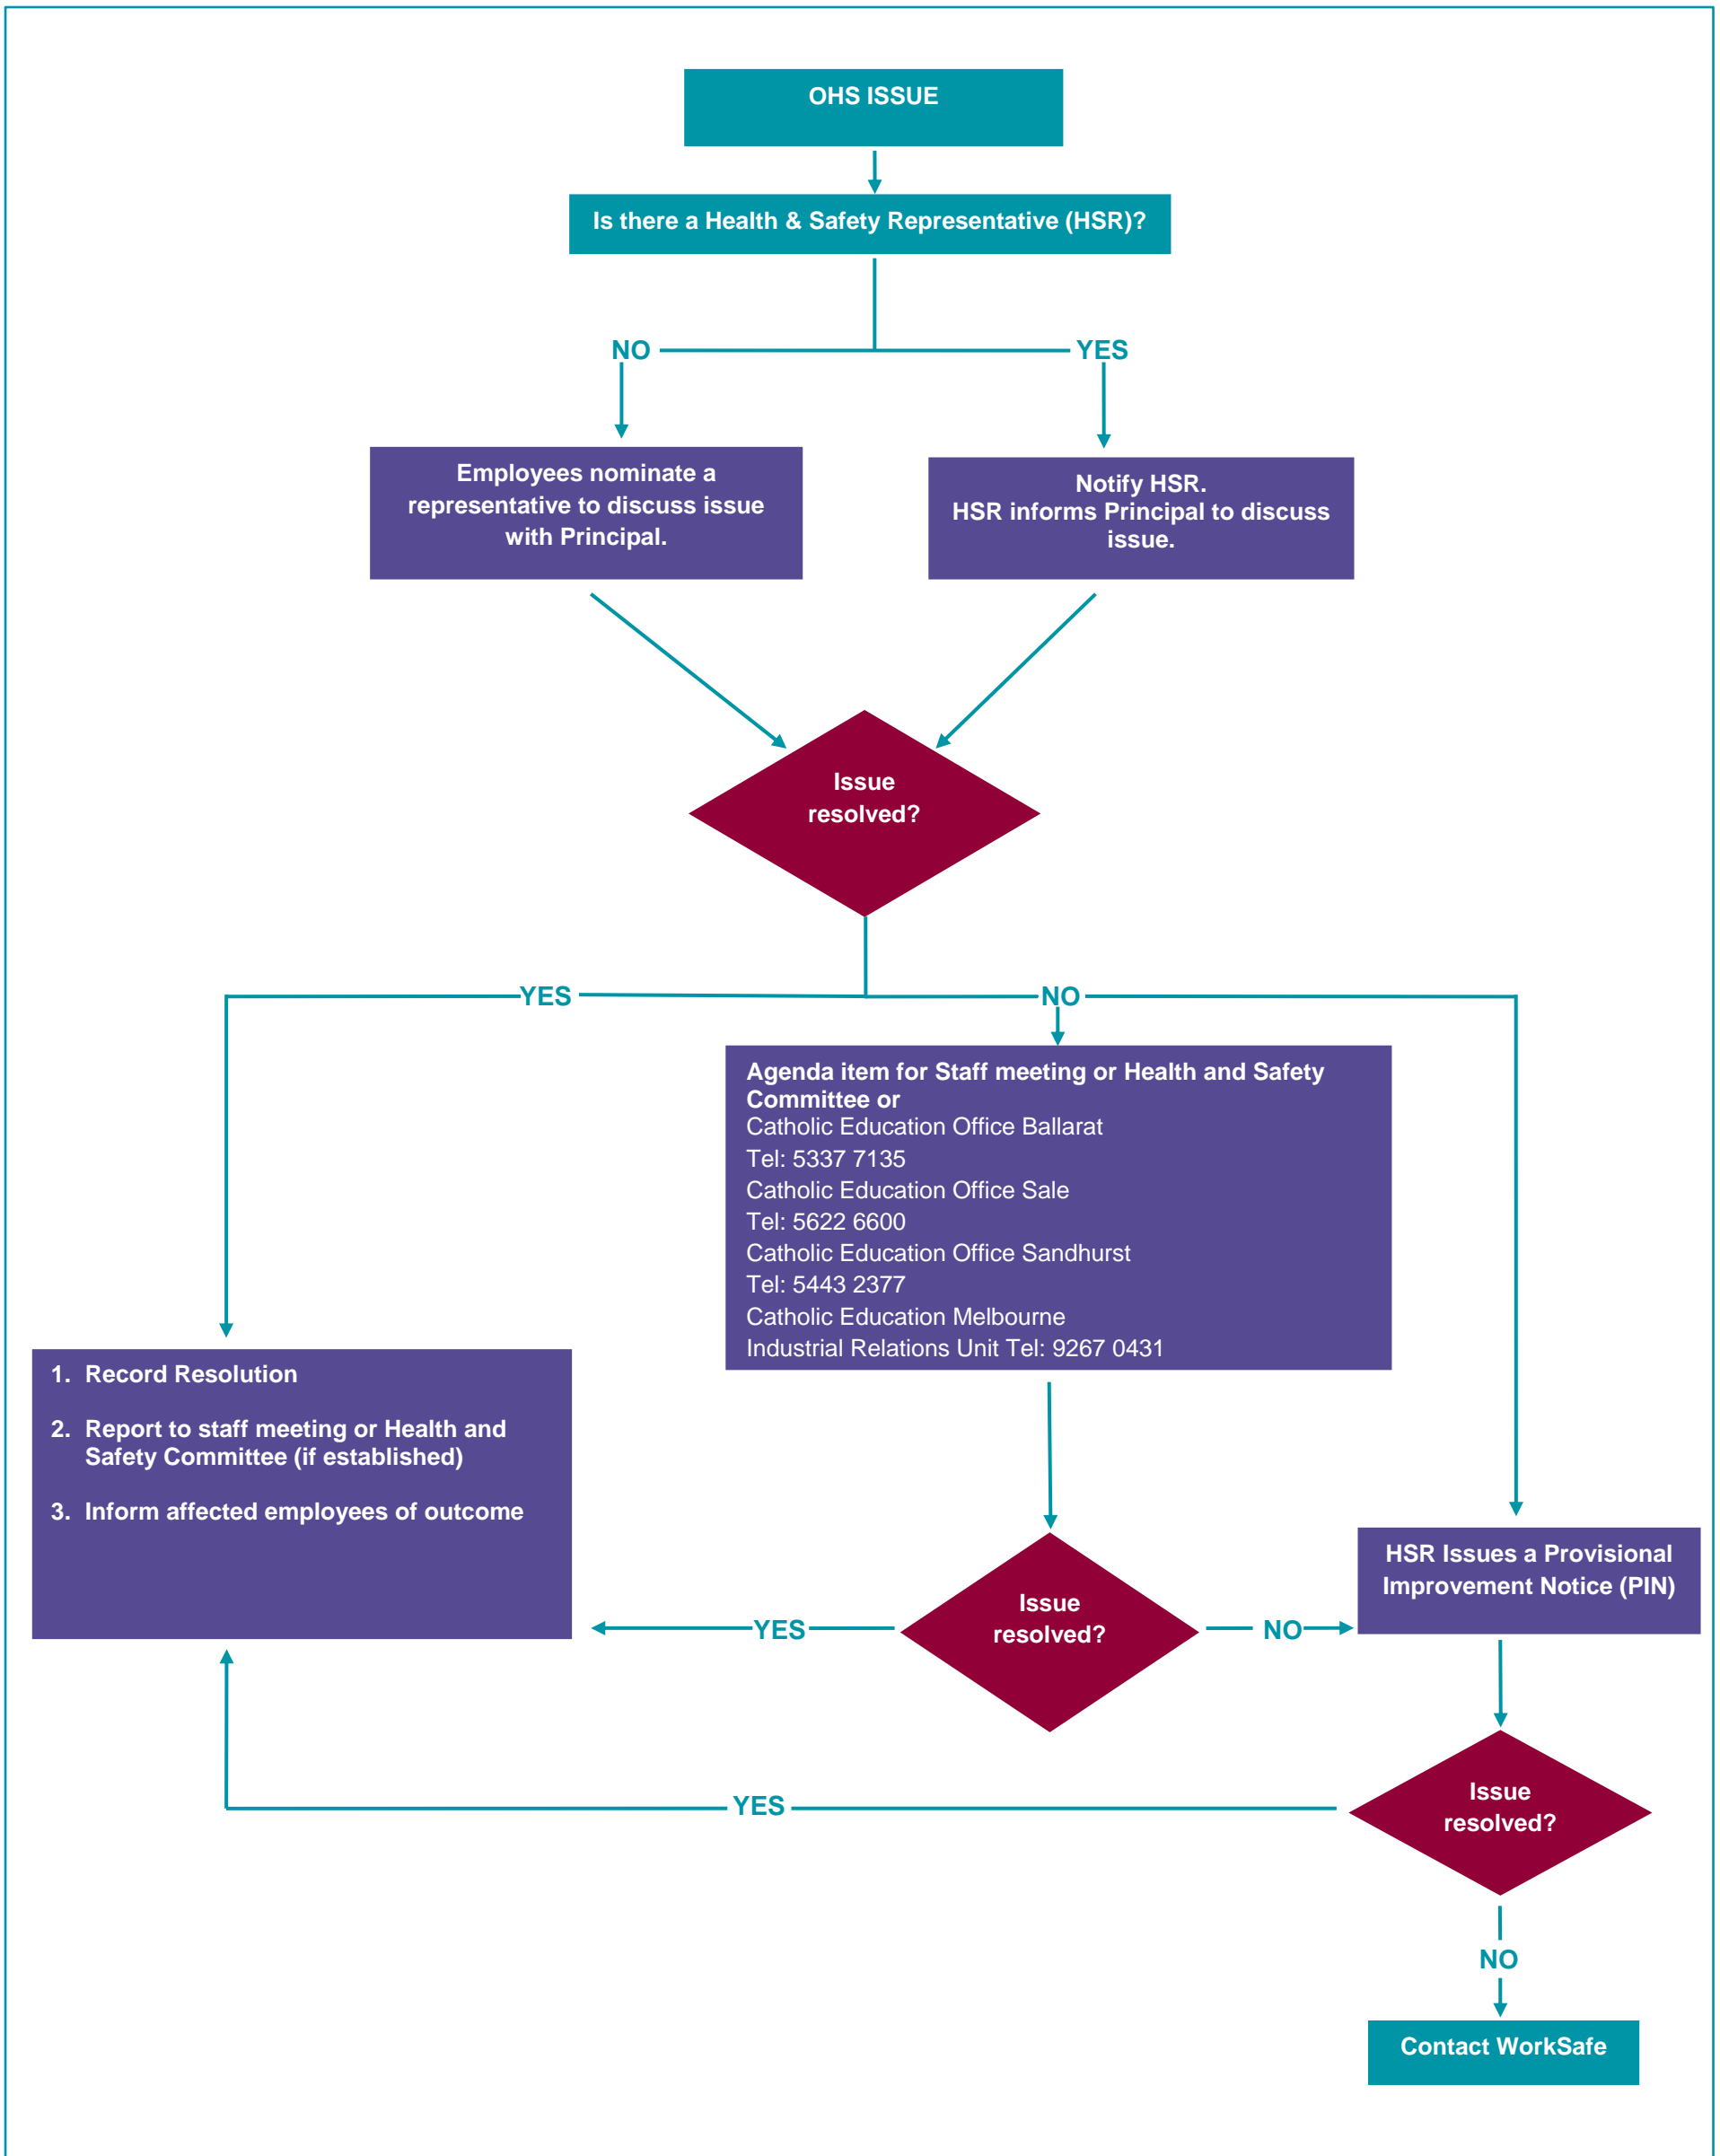 OHS ISSUE
Is there a Health & Safety Representative (HSR)?
NO
YES
Employees nominate a
representative to discuss issue
with Principal.
Notify HSR.
HSR informs Principal to discuss
issue.
Issue
resolved?
YES
NO
Agenda item for Staff meeting or Health and Safety
Committee or
Catholic Education Office Ballarat
Tel: 5337 7135
Catholic Education Office Sale
Tel: 5622 6600
Catholic Education Office Sandhurst
Tel: 5443 2377
Catholic Education Melbourne
Industrial Relations Unit Tel: 9267 0431
1. Record Resolution
2. Report to staff meeting or Health and
Safety Committee (if established)
3. Inform affected employees of outcome
HSR Issues a Provisional
Improvement Notice (PIN)
Issue
resolved?
YES
NO
Issue
resolved?
YES
NO
Contact WorkSafe